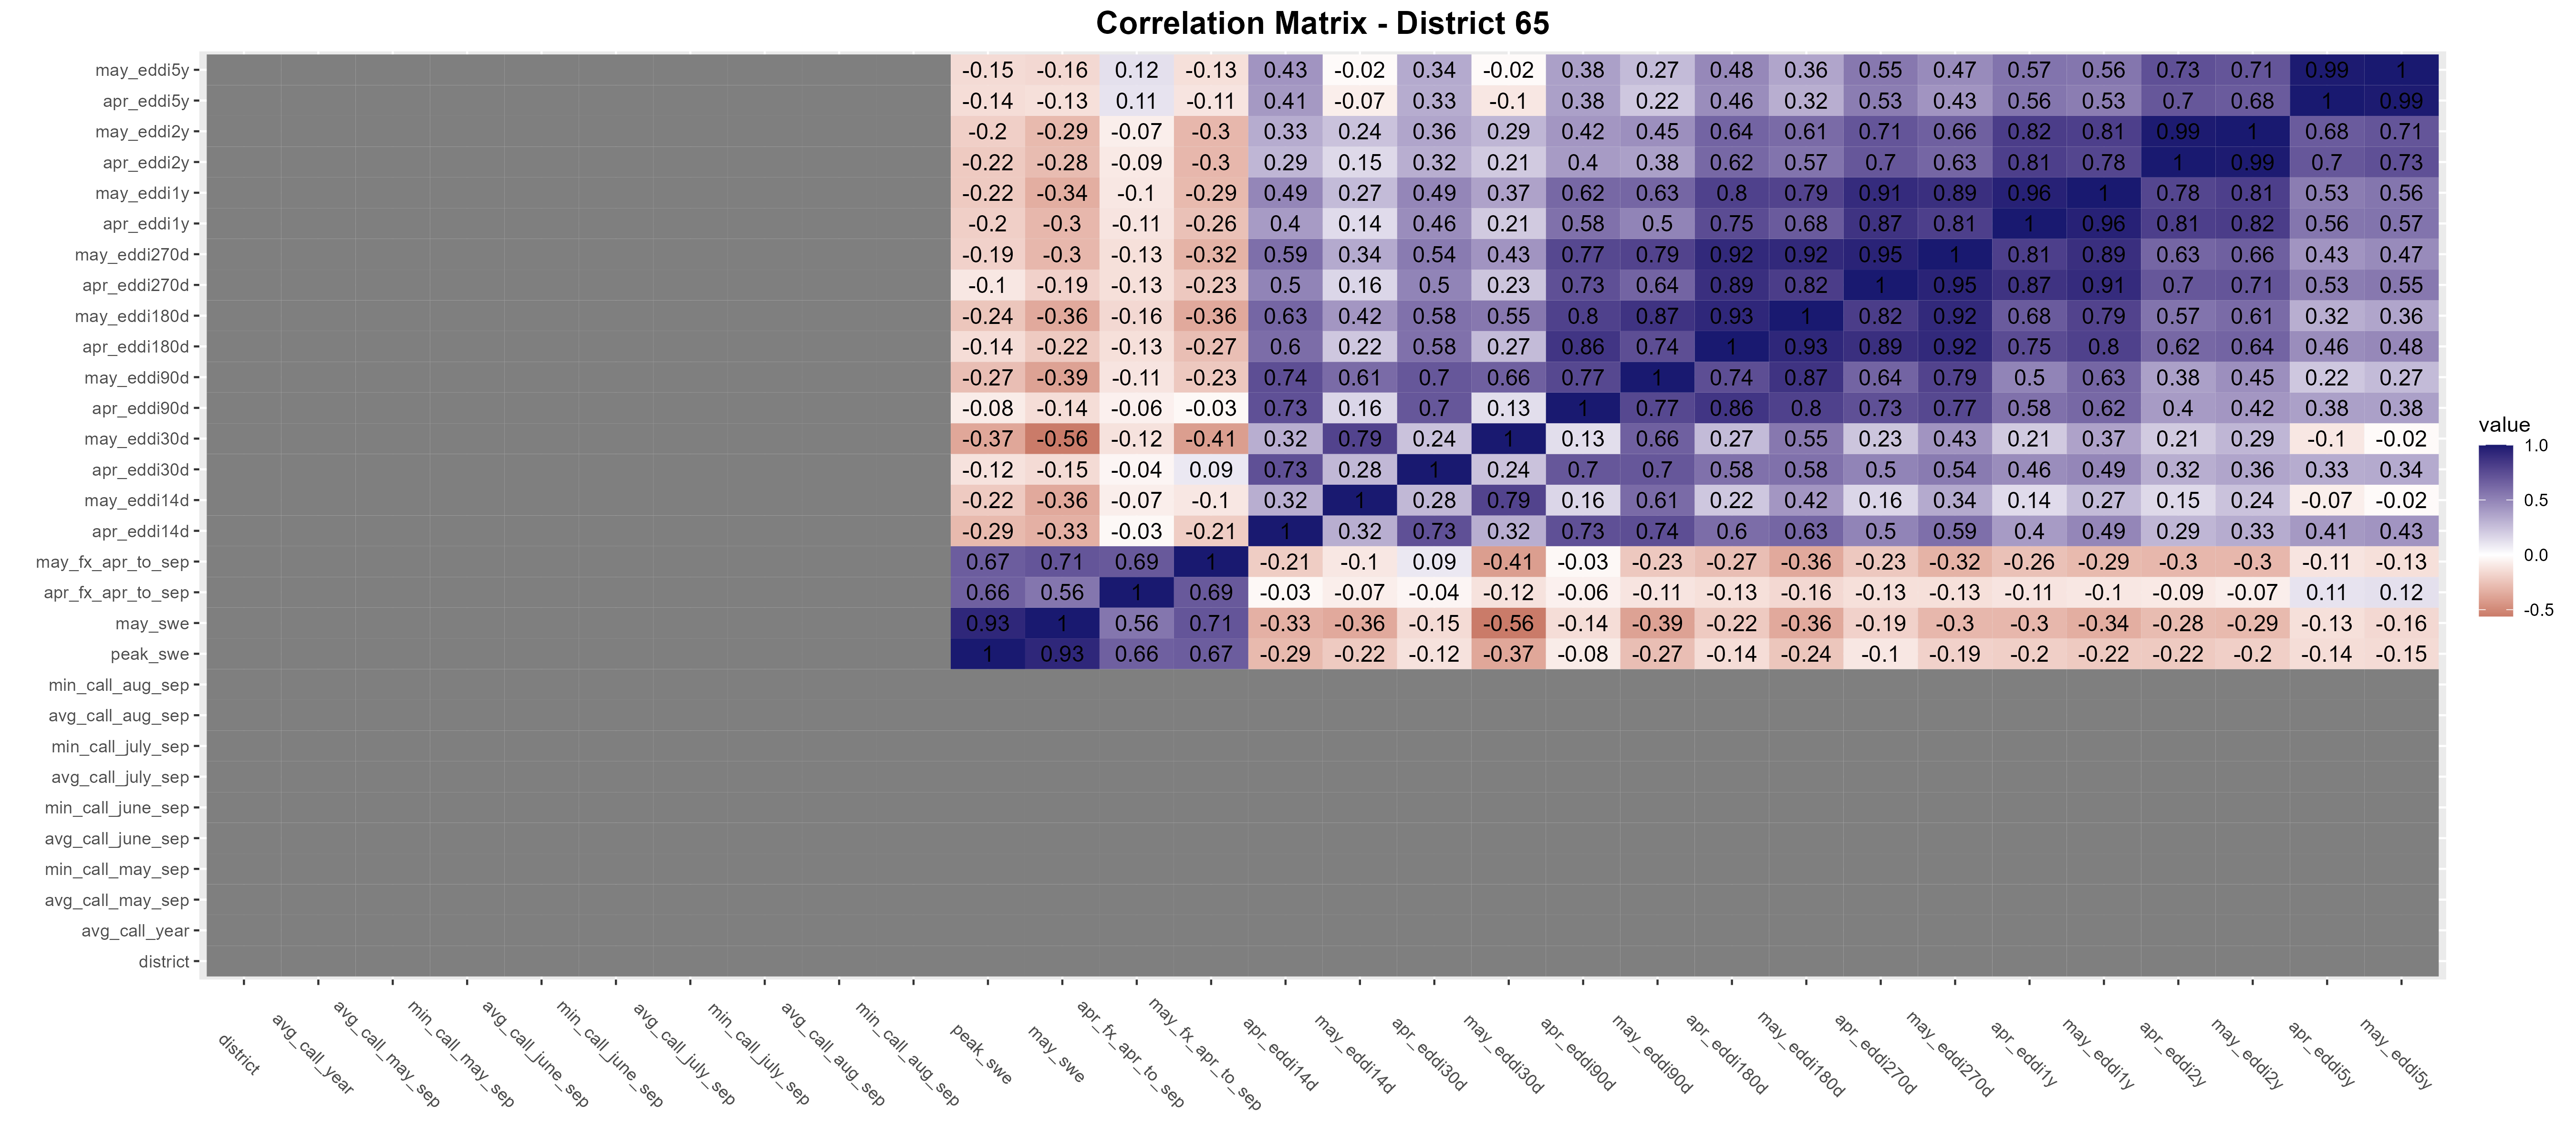 Correlation Matrix - District 65
may_eddi5y -0.15 -0.16 0.12 -0.13 0.43 -0.02 0.34 -0.02 0.38 0.27 0.48 0.36 0.55 0.47 0.57 0.56 0.73 0.71 0.99 1
apr_eddi5y -0.14 -0.13 0.11 -0.11 0.41 -0.07 0.33 -0.1 0.38 0.22 0.46 0.32 0.53 0.43 0.56 0.53 0.7 0.68 1 0.99
may_eddi2y -0.2 -0.29 -0.07 -0.3 0.33 0.24 0.36 0.29 0.42 0.45 0.64 0.61 0.71 0.66 0.82 0.81 0.99 1 0.68 0.71
apr_eddi2y -0.22 -0.28 -0.09 -0.3 0.29 0.15 0.32 0.21 0.4 0.38 0.62 0.57 0.7 0.63 0.81 0.78 1 0.99 0.7 0.73
may_eddi1y -0.22 -0.34 -0.1 -0.29 0.49 0.27 0.49 0.37 0.62 0.63 0.8 0.79 0.91 0.89 0.96 1 0.78 0.81 0.53 0.56
apr_eddi1y -0.2 -0.3 -0.11 -0.26 0.4 0.14 0.46 0.21 0.58 0.5 0.75 0.68 0.87 0.81 1 0.96 0.81 0.82 0.56 0.57
may_eddi270d -0.19 -0.3 -0.13 -0.32 0.59 0.34 0.54 0.43 0.77 0.79 0.92 0.92 0.95 1 0.81 0.89 0.63 0.66 0.43 0.47
apr_eddi270d -0.1 -0.19 -0.13 -0.23 0.5 0.16 0.5 0.23 0.73 0.64 0.89 0.82 1 0.95 0.87 0.91 0.7 0.71 0.53 0.55
may_eddi180d -0.24 -0.36 -0.16 -0.36 0.63 0.42 0.58 0.55 0.8 0.87 0.93 1 0.82 0.92 0.68 0.79 0.57 0.61 0.32 0.36
apr_eddi180d -0.14 -0.22 -0.13 -0.27 0.6 0.22 0.58 0.27 0.86 0.74 1 0.93 0.89 0.92 0.75 0.8 0.62 0.64 0.46 0.48
may_eddi90d -0.27 -0.39 -0.11 -0.23 0.74 0.61 0.7 0.66 0.77 1 0.74 0.87 0.64 0.79 0.5 0.63 0.38 0.45 0.22 0.27
apr_eddi90d -0.08 -0.14 -0.06 -0.03 0.73 0.16 0.7 0.13 1 0.77 0.86 0.8 0.73 0.77 0.58 0.62 0.4 0.42 0.38 0.38
may_eddi30d -0.37 -0.56 -0.12 -0.41 0.32 0.79 0.24 1 0.13 0.66 0.27 0.55 0.23 0.43 0.21 0.37 0.21 0.29 -0.1 -0.02
apr_eddi30d -0.12 -0.15 -0.04 0.09 0.73 0.28 1 0.24 0.7 0.7 0.58 0.58 0.5 0.54 0.46 0.49 0.32 0.36 0.33 0.34
may_eddi14d -0.22 -0.36 -0.07 -0.1 0.32 1 0.28 0.79 0.16 0.61 0.22 0.42 0.16 0.34 0.14 0.27 0.15 0.24 -0.07 -0.02
apr_eddi14d -0.29 -0.33 -0.03 -0.21 1 0.32 0.73 0.32 0.73 0.74 0.6 0.63 0.5 0.59 0.4 0.49 0.29 0.33 0.41 0.43
may_fx_apr_to_sep 0.67 0.71 0.69 1 -0.21 -0.1 0.09 -0.41 -0.03 -0.23 -0.27 -0.36 -0.23 -0.32 -0.26 -0.29 -0.3 -0.3 -0.11 -0.13
apr_fx_apr_to_sep 0.66 0.56 1 0.69 -0.03 -0.07 -0.04 -0.12 -0.06 -0.11 -0.13 -0.16 -0.13 -0.13 -0.11 -0.1 -0.09 -0.07 0.11 0.12
may_swe 0.93 1 0.56 0.71 -0.33 -0.36 -0.15 -0.56 -0.14 -0.39 -0.22 -0.36 -0.19 -0.3 -0.3 -0.34 -0.28 -0.29 -0.13 -0.16
peak_swe 1 0.93 0.66 0.67 -0.29 -0.22 -0.12 -0.37 -0.08 -0.27 -0.14 -0.24 -0.1 -0.19 -0.2 -0.22 -0.22 -0.2 -0.14 -0.15
min_call_aug_sep
avg_call_aug_sep
min_call_july_sep
avg_call_july_sep
min_call_june_sep
avg_call_june_sep
min_call_may_sep
avg_call_may_sep
avg_call_year
district
district
avg_call_year
avg_call_may_sep
min_call_may_sep
avg_call_june_sep
min_call_june_sep
avg_call_july_sep
min_call_july_sep
avg_call_aug_sep
min_call_aug_sep
peak_swe
may_swe
apr_fx_apr_to_sep
may_fx_apr_to_sep
apr_eddi14d
may_eddi14d
apr_eddi30d
may_eddi30d
apr_eddi90d
may_eddi90d
apr_eddi180d
may_eddi180d
apr_eddi270d
may_eddi270d
apr_eddi1y
may_eddi1y
apr_eddi2y
may_eddi2y
apr_eddi5y
may_eddi5y
value
1.0
0.5
0.0
-0.5